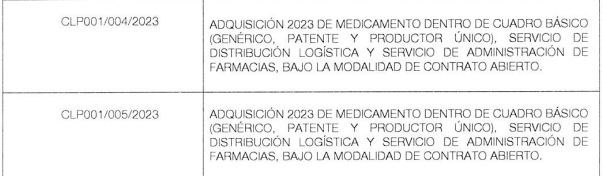 CLP001/004/2023
ADQUISICIÓN 2023 DE MEDICAMENTO DENTRO DE CUADRO BÁSICO
(GENÉRICO, PATENTE Y PRODUCTOR ÚNICO), SERVICIO DE
DISTRIBUCIÓN LOGÍSTICA Y SERVICIO DE ADMINISTRACIÓN DE
FARMACIAS, BAJO LA MODALIDAD DE CONTRATO ABIERTO.
CLP001/005/2023
ADQUISICIÓN 2023 DE MEDICAMENTO DENTRO DE CUADRO BÁSICO
(GENÉRICO, PATENTE Y PRODUCTOR ÚNICO), SERVICIO DE
DISTRIBUCIÓN LOGÍSTICA Y SERVICIO DE ADMINISTRACIÓN DE
FARMACIAS, BAJO LA MODALIDAD DE CONTRATO ABIERTO.